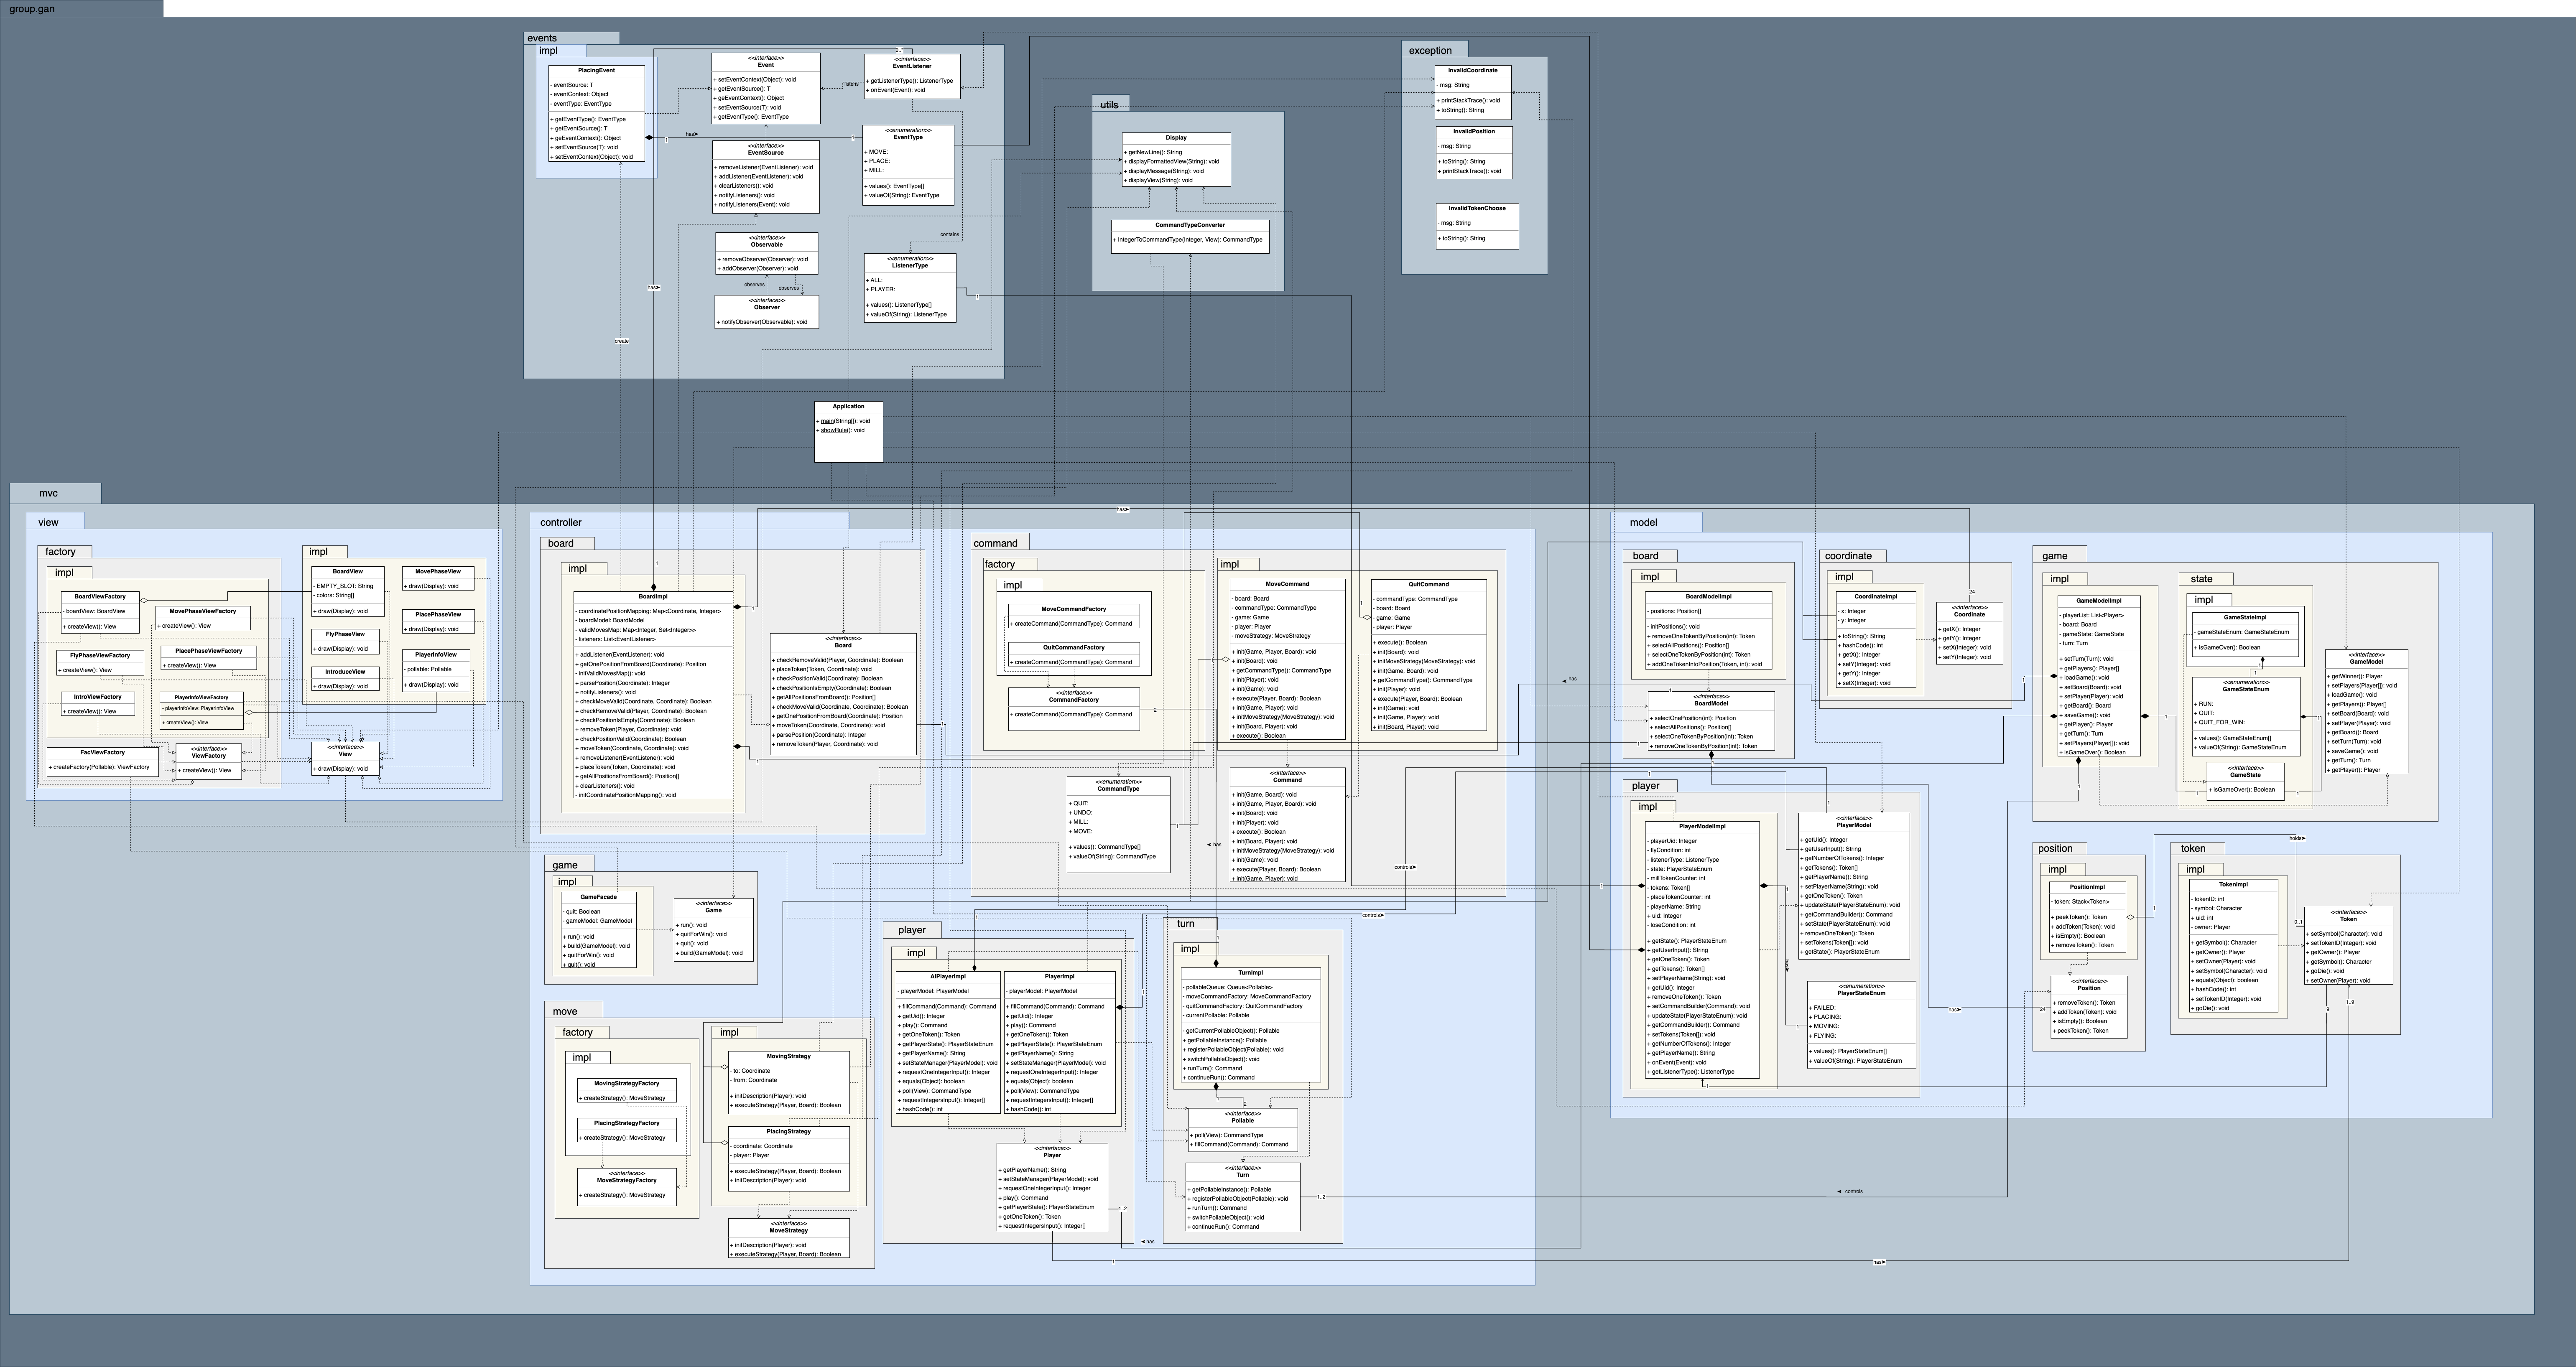 group.gan
events
impl
PlacingEvent
- eventSource: T
- eventContext: Object
- eventType: EventType
+ getEventType(): EventType
+ getEventSource(): T
+ geEventContext(): Object
+ setEventSource(T): void
+ setEventContext(Object): void
<<interface>>
Event
+ setEventContext(Object): void
+ getEventSource(): T
+ geEventContext(): Object
+ setEventSource(T): void
+ getEventType(): EventType
<<interface>>
EventListener
+ getListenerType(): ListenerType
+ onEvent(Event): void
listens
has
<<enumeration>>
EventType
+ MOVE:
+ PLACE:
+ MILL:
+ values(): EventType[]
+ valueOf(String): EventType
<<interface>>
EventSource
+ removeListener(EventListener): void
+ addListener(EventListener): void
+ clearListeners(): void
+ notifyListeners(): void
+ notifyListeners(Event): void
<<interface>>
Observable
+ removeObserver(Observer): void
+ addObserver(Observer): void
observes
observes
<<interface>>
Observer
+ notifyObserver(Observable): void
contains
<<enumeration>>
ListenerType
+ ALL:
+ PLAYER:
+ values(): ListenerType[]
+ valueOf(String): ListenerType
has
create
utils
Display
+ getNewLine(): String
+ displayFormattedView(String): void
+ displayMessage(String): void
+ displayView(String): void
CommandTypeConverter
+ IntegerToCommandType(Integer, View): CommandType
exception
InvalidCoordinate
- msg: String
+ printStackTrace(): void
+ toString(): String
InvalidPosition
- msg: String
+ toString(): String
+ printStackTrace(): void
InvalidTokenChoose
- msg: String
+ toString(): String
Application
+ main(String[]): void
+ showRule(): void
mvc
view
factory
impl
BoardViewFactory
- boardView: BoardView
+ createView(): View
MovePhaseViewFactory
+ createView(): View
FlyPhaseViewFactory
+ createView(): View
PlacePhaseViewFactory
+ createView(): View
IntroViewFactory
+ createView(): View
PlayerInfoViewFactory
- playerInfoView: PlayerInfoView
+ createView(): View
FacViewFactory
+ createFactory(Pollable): ViewFactory
<<interface>>
ViewFactory
+ createView(): View
impl
BoardView
- EMPTY_SLOT: String
- colors: String[]
+ draw(Display): void
MovePhaseView
+ draw(Display): void
PlacePhaseView
+ draw(Display): void
FlyPhaseView
+ draw(Display): void
PlayerInfoView
- pollable: Pollable
+ draw(Display): void
IntroduceView
+ draw(Display): void
<<interface>>
View
+ draw(Display): void
controller
board
impl
BoardImpl
- coordinatePositionMapping: Map<Coordinate, Integer>
- boardModel: BoardModel
- validMovesMap: Map<Integer, Set<Integer>>
- listeners: List<EventListener>
+ addListener(EventListener): void
+ getOnePositionFromBoard(Coordinate): Position
- initValidMovesMap(): void
+ parsePosition(Coordinate): Integer
+ notifyListeners(): void
+ checkMoveValid(Coordinate, Coordinate): Boolean
+ checkRemoveValid(Player, Coordinate): Boolean
+ checkPositionIsEmpty(Coordinate): Boolean
+ removeToken(Player, Coordinate): void
+ checkPositionValid(Coordinate): Boolean
+ moveToken(Coordinate, Coordinate): void
+ removeListener(EventListener): void
+ placeToken(Token, Coordinate): void
+ getAllPositionsFromBoard(): Position[]
+ clearListeners(): void
- initCoordinatePositionMapping(): void
<<interface>>
Board
+ checkRemoveValid(Player, Coordinate): Boolean
+ placeToken(Token, Coordinate): void
+ checkPositionValid(Coordinate): Boolean
+ checkPositionIsEmpty(Coordinate): Boolean
+ getAllPositionsFromBoard(): Position[]
+ checkMoveValid(Coordinate, Coordinate): Boolean
+ getOnePositionFromBoard(Coordinate): Position
+ moveToken(Coordinate, Coordinate): void
+ parsePosition(Coordinate): Integer
+ removeToken(Player, Coordinate): void
has
command
factory
impl
MoveCommandFactory
+ createCommand(CommandType): Command
QuitCommandFactory
+ createCommand(CommandType): Command
<<interface>>
CommandFactory
+ createCommand(CommandType): Command
impl
MoveCommand
- board: Board
- commandType: CommandType
- game: Game
- player: Player
- moveStrategy: MoveStrategy
+ init(Game, Player, Board): void
+ init(Board): void
+ getCommandType(): CommandType
+ init(Player): void
+ init(Game): void
+ execute(Player, Board): Boolean
+ init(Game, Player): void
+ initMoveStrategy(MoveStrategy): void
+ init(Board, Player): void
+ execute(): Boolean
QuitCommand
- commandType: CommandType
- board: Board
- game: Game
- player: Player
+ execute(): Boolean
+ init(Board): void
+ initMoveStrategy(MoveStrategy): void
+ init(Game, Board): void
+ getCommandType(): CommandType
+ init(Player): void
+ execute(Player, Board): Boolean
+ init(Game): void
+ init(Game, Player): void
+ init(Board, Player): void
<<enumeration>>
CommandType
+ QUIT:
+ UNDO:
+ MILL:
+ MOVE:
+ values(): CommandType[]
+ valueOf(String): CommandType
<<interface>>
Command
+ init(Game, Board): void
+ init(Game, Player, Board): void
+ init(Board): void
+ init(Player): void
+ execute(): Boolean
+ init(Board, Player): void
+ initMoveStrategy(MoveStrategy): void
+ init(Game): void
+ execute(Player, Board): Boolean
+ init(Game, Player): void
has
has
controls
controls
game
impl
GameFacade
- quit: Boolean
- gameModel: GameModel
+ run(): void
+ build(GameModel): void
+ quitForWin(): void
+ quit(): void
<<interface>>
Game
+ run(): void
+ quitForWin(): void
+ quit(): void
+ build(GameModel): void
move
factory
impl
MovingStrategyFactory
+ createStrategy(): MoveStrategy
PlacingStrategyFactory
+ createStrategy(): MoveStrategy
<<interface>>
MoveStrategyFactory
+ createStrategy(): MoveStrategy
impl
MovingStrategy
- to: Coordinate
- from: Coordinate
+ initDescription(Player): void
+ executeStrategy(Player, Board): Boolean
PlacingStrategy
- coordinate: Coordinate
- player: Player
+ executeStrategy(Player, Board): Boolean
+ initDescription(Player): void
<<interface>>
MoveStrategy
+ initDescription(Player): void
+ executeStrategy(Player, Board): Boolean
player
impl
AIPlayerImpl
- playerModel: PlayerModel
+ fillCommand(Command): Command
+ getUid(): Integer
+ play(): Command
+ getOneToken(): Token
+ getPlayerState(): PlayerStateEnum
+ getPlayerName(): String
+ setStateManager(PlayerModel): void
+ requestOneIntegerInput(): Integer
+ equals(Object): boolean
+ poll(View): CommandType
+ requestIntegersInput(): Integer[]
+ hashCode(): int
PlayerImpl
- playerModel: PlayerModel
+ fillCommand(Command): Command
+ getUid(): Integer
+ play(): Command
+ getOneToken(): Token
+ getPlayerState(): PlayerStateEnum
+ getPlayerName(): String
+ setStateManager(PlayerModel): void
+ requestOneIntegerInput(): Integer
+ equals(Object): boolean
+ poll(View): CommandType
+ requestIntegersInput(): Integer[]
+ hashCode(): int
<<interface>>
Player
+ getPlayerName(): String
+ setStateManager(PlayerModel): void
+ requestOneIntegerInput(): Integer
+ play(): Command
+ getPlayerState(): PlayerStateEnum
+ getOneToken(): Token
+ requestIntegersInput(): Integer[]
turn
impl
TurnImpl
- pollableQueue: Queue<Pollable>
- moveCommandFactory: MoveCommandFactory
- quitCommandFactory: QuitCommandFactory
- currentPollable: Pollable
- getCurrentPollableObject(): Pollable
+ getPollableInstance(): Pollable
+ registerPollableObject(Pollable): void
+ switchPollableObject(): void
+ runTurn(): Command
+ continueRun(): Command
<<interface>>
Pollable
+ poll(View): CommandType
+ fillCommand(Command): Command
<<interface>>
Turn
+ getPollableInstance(): Pollable
+ registerPollableObject(Pollable): void
+ runTurn(): Command
+ switchPollableObject(): void
+ continueRun(): Command
has
has
controls
model
board
impl
BoardModelImpl
- positions: Position[]
- initPositions(): void
+ removeOneTokenByPosition(int): Token
+ selectAllPositions(): Position[]
+ selectOnePosition(int): Position
+ selectOneTokenByPosition(int): Token
+ addOneTokenIntoPosition(Token, int): void
<<interface>>
BoardModel
+ selectOnePosition(int): Position
+ selectAllPositions(): Position[]
+ selectOneTokenByPosition(int): Token
+ removeOneTokenByPosition(int): Token
coordinate
impl
CoordinateImpl
- x: Integer
- y: Integer
+ toString(): String
+ hashCode(): int
+ getX(): Integer
+ setY(Integer): void
+ getY(): Integer
+ setX(Integer): void
24
<<interface>>
Coordinate
+ getX(): Integer
+ getY(): Integer
+ setX(Integer): void
+ setY(Integer): void
game
impl
GameModelImpl
- playerList: List<Player>
- board: Board
- gameState: GameState
- turn: Turn
+ setTurn(Turn): void
+ getPlayers(): Player[]
+ loadGame(): void
+ setBoard(Board): void
+ setPlayer(Player): void
+ getBoard(): Board
+ saveGame(): void
+ getPlayer(): Player
+ getTurn(): Turn
+ setPlayers(Player[]): void
+ isGameOver(): Boolean
state
impl
GameStateImpl
- gameStateEnum: GameStateEnum
+ isGameOver(): Boolean
<<enumeration>>
GameStateEnum
+ RUN:
+ QUIT:
+ QUIT_FOR_WIN:
+ values(): GameStateEnum[]
+ valueOf(String): GameStateEnum
<<interface>>
GameState
+ isGameOver(): Boolean
<<interface>>
GameModel
+ getWinner(): Player
+ setPlayers(Player[]): void
+ loadGame(): void
+ getPlayers(): Player[]
+ setBoard(Board): void
+ setPlayer(Player): void
+ getBoard(): Board
+ setTurn(Turn): void
+ saveGame(): void
+ getTurn(): Turn
+ getPlayer(): Player
player
impl
PlayerModelImpl
- playerUid: Integer
- flyCondition: int
- listenerType: ListenerType
- state: PlayerStateEnum
- millTokenCounter: int
- tokens: Token[]
- placeTokenCounter: int
- playerName: String
+ uid: Integer
- loseCondition: int
+ getState(): PlayerStateEnum
+ getUserInput(): String
+ getOneToken(): Token
+ getTokens(): Token[]
+ setPlayerName(String): void
+ getUid(): Integer
+ removeOneToken(): Token
+ setCommandBuilder(Command): void
+ updateState(PlayerStateEnum): void
+ getCommandBuilder(): Command
+ setTokens(Token[]): void
+ getNumberOfTokens(): Integer
+ getPlayerName(): String
+ onEvent(Event): void
+ getListenerType(): ListenerType
<<interface>>
PlayerModel
+ getUid(): Integer
+ getUserInput(): String
+ getNumberOfTokens(): Integer
+ getTokens(): Token[]
+ getPlayerName(): String
+ setPlayerName(String): void
+ getOneToken(): Token
+ updateState(PlayerStateEnum): void
+ getCommandBuilder(): Command
+ setState(PlayerStateEnum): void
+ removeOneToken(): Token
+ setTokens(Token[]): void
+ getState(): PlayerStateEnum
has
<<enumeration>>
PlayerStateEnum
+ FAILED:
+ PLACING:
+ MOVING:
+ FLYING:
+ values(): PlayerStateEnum[]
+ valueOf(String): PlayerStateEnum
has
24
position
impl
PositionImpl
- token: Stack<Token>
+ peekToken(): Token
+ addToken(Token): void
+ isEmpty(): Boolean
+ removeToken(): Token
<<interface>>
Position
+ removeToken(): Token
+ addToken(Token): void
+ isEmpty(): Boolean
+ peekToken(): Token
holds
token
impl
TokenImpl
- tokenID: int
- symbol: Character
+ uid: int
- owner: Player
+ getSymbol(): Character
+ getOwner(): Player
+ setOwner(Player): void
+ setSymbol(Character): void
+ equals(Object): boolean
+ hashCode(): int
+ setTokenID(Integer): void
+ goDie(): void
0..1
<<interface>>
Token
+ setSymbol(Character): void
+ setTokenID(Integer): void
+ getOwner(): Player
+ getSymbol(): Character
+ goDie(): void
+ setOwner(Player): void
9
1..9
has